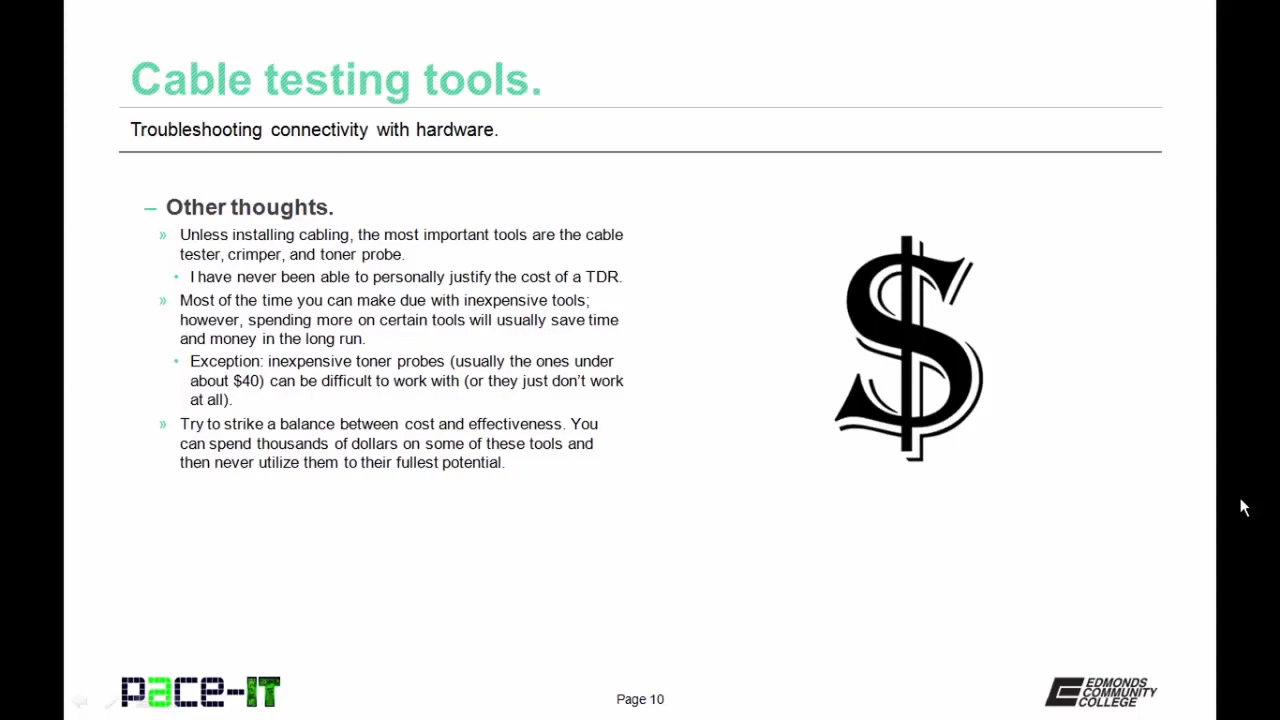 Cable testing tools.
Troubleshooting connectivity with hardware.
– Other thoughts.
» Unless installing cabling, the most important tools are the cable
tester, crimper, and toner probe.
• I have never been able to personally justify the cost of a TDR.
» Most of the time you can make due with inexpensive tools;
however, spending more on certain tools will usually save time
and money in the long run.
• Exception: inexpensive toner probes (usually the ones under
about $40) can be difficult to work with (or they just don’t work
at all).
» Try to strike a balance between cost and effectiveness. You
can spend thousands of dollars on some of these tools and
then never utilize them to their fullest potential.
$
pace-IT
Page 10
EDMONDS
COMMUNITY
COLLEGE